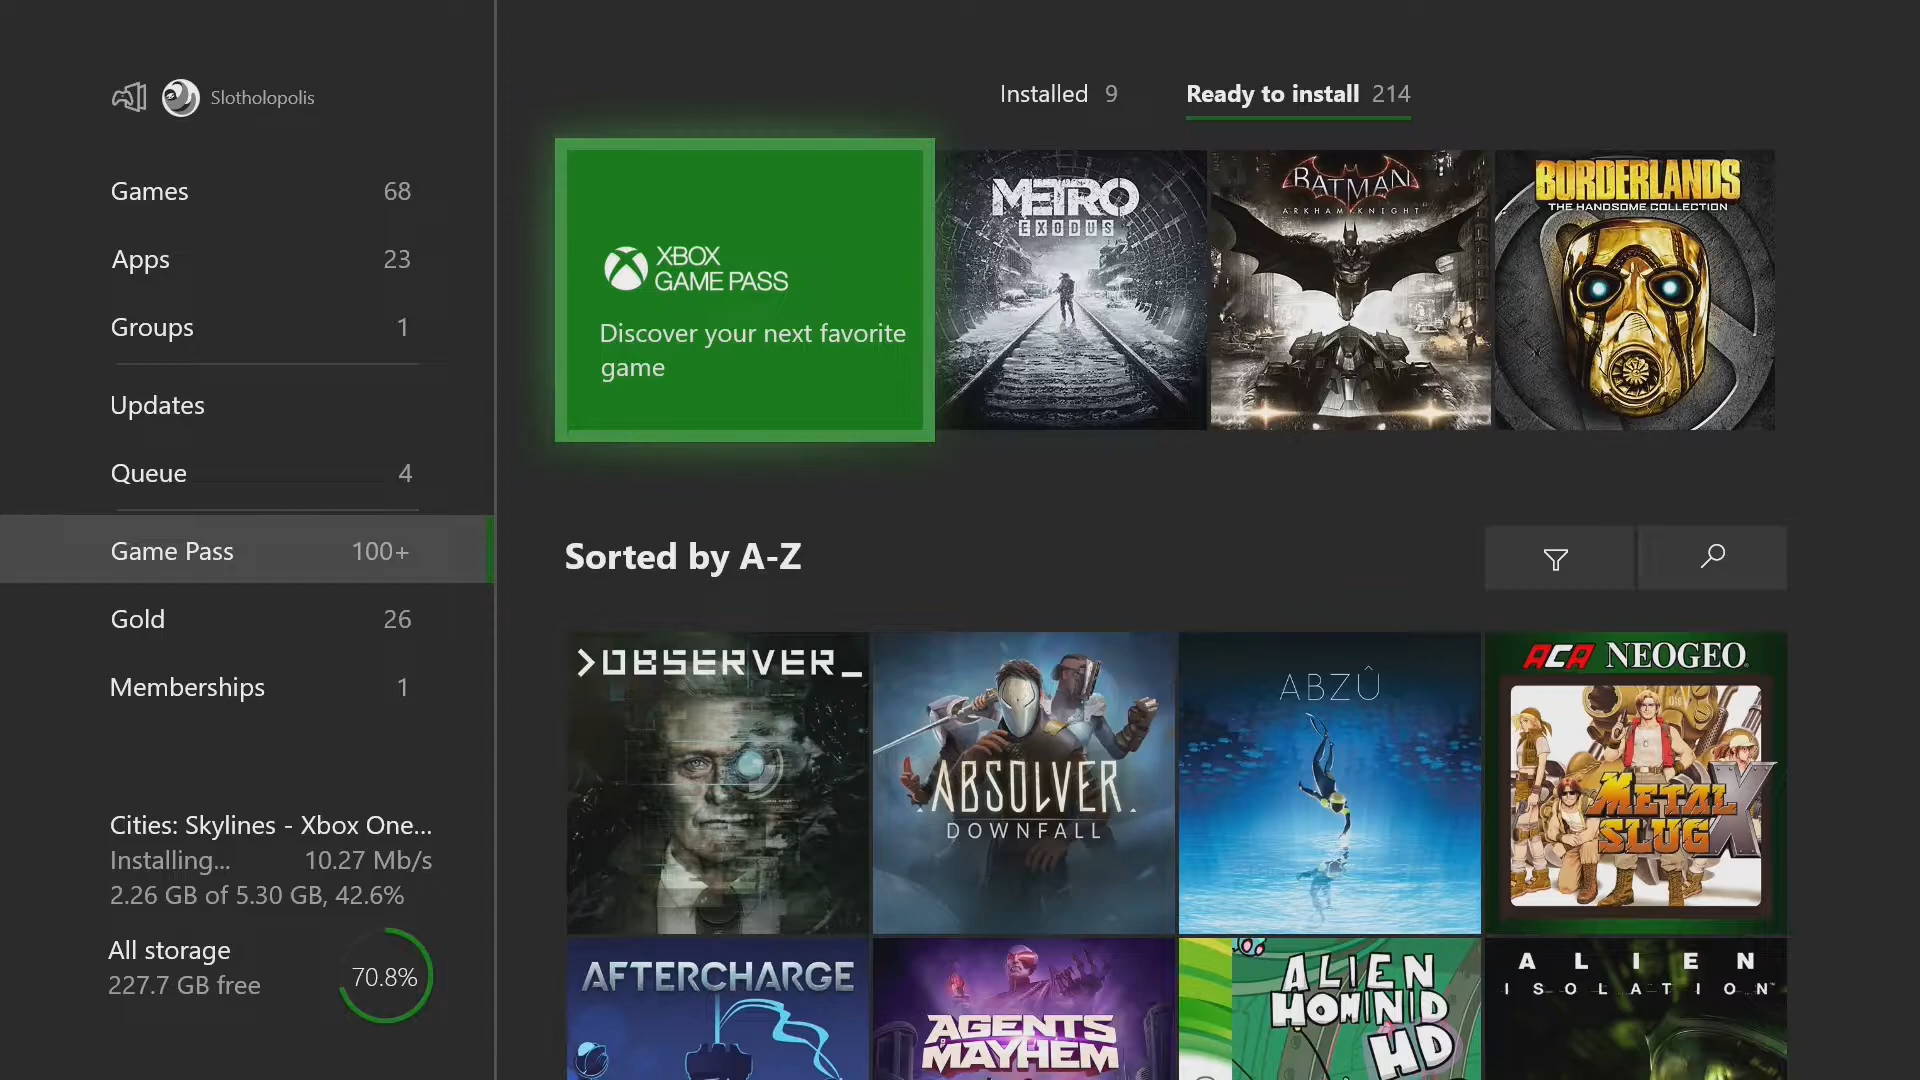 Slotholopolis
Games 68
Apps 23
Groups 1
Updates
Queue 4
Game Pass 100+
Gold 26
Memberships 1
Cities: Skylines - Xbox One...
Installing... 10.27 Mb/s
2.26 GB of 5.30 GB, 42.6%
All storage
227.7 GB free
70.8%
Installed 9 Ready to install 214
XBOX
GAME PASS
Discover your next favorite
game
METRO
EXODUS
BATMAN
ARKHAM KNIGHT
BORDERLANDS
THE HANDSOME COLLECTION
Sorted by A-Z
>OBSERVER_
ABSOLVER
DOWNFALL
ABZÛ
ACA NEOGEO
METAL
SLUG X
AFTERCHARGE
AGENTS
OF
MAYHEM
ALIEN
HOMINID
HD
ALIEN
ISOLATION™